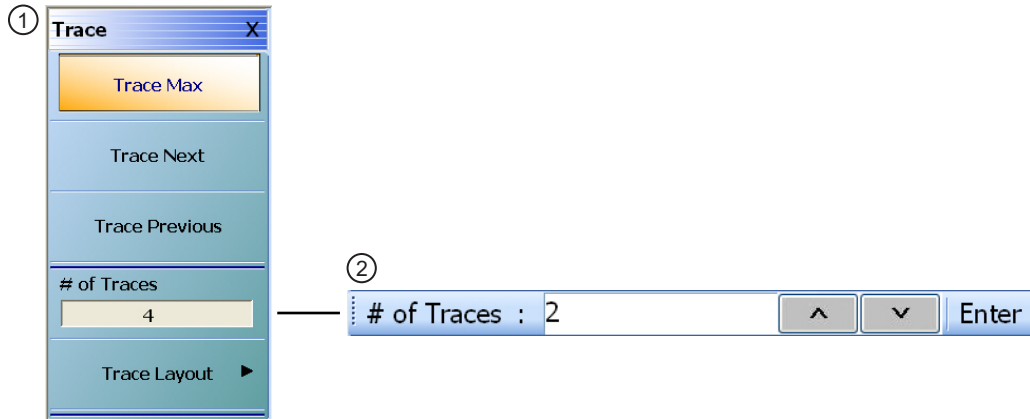 ①
Trace X
Trace Max
Trace Next
Trace Previous
# of Traces
4
②
# of Traces : 2 Enter
Trace Layout